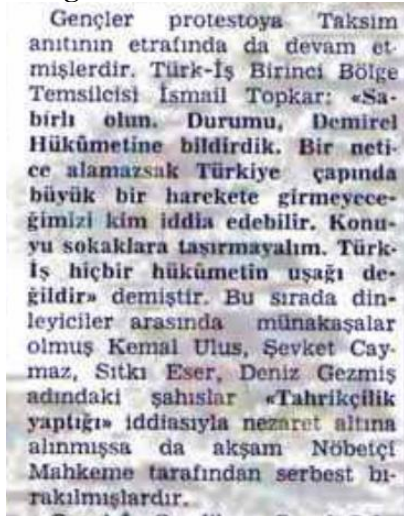 Gençler protestoya Taksim
anıtının etrafında da devam et-
mişlerdir. Türk-İş Birinci Bölge
Temsilcisi İsmail Topkar: «Sa-
birlı olun. Durumu, Demirel
Hükûmetine bildirdik. Bir neti-
ce alamazsak Türkiye çapında
büyük bir harekete girmeyece-
ğimizi kim iddia edebilir. Konu-
yu sokaklara taşırmayalım. Türk-
İş hiçbir hükûmetin uşağı de-
ğildir» demiştir. Bu sırada din-
leyiciler arasında münakaşalar
olmuş Kemal Ulus, Şevket Cay-
maz, Sıtkı Eser, Deniz Gezmiş
adındaki şahıslar «Tahrikçilik
yaptığı» iddiasıyla nezaret altına
alınmışsa da akşam Nöbetçi
Mahkeme tarafından serbest bı-
rakılmışlardır.